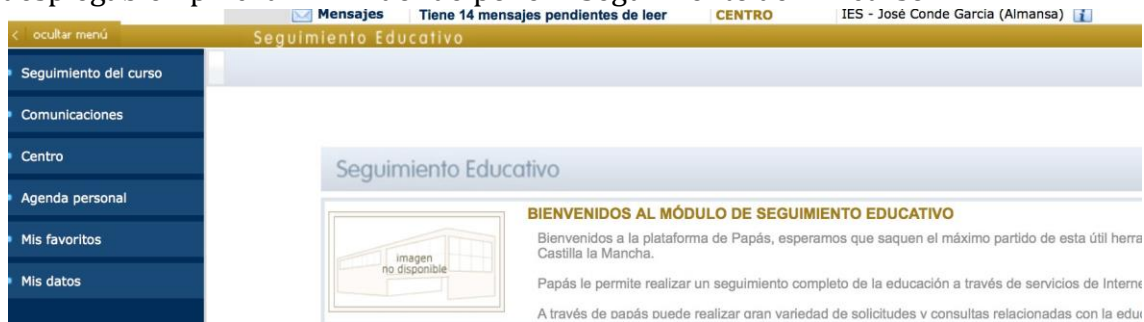 Mensajes Tiene 14 mensajes pendientes de leer CENTRO IES - José Conde Garcia (Almansa) i
< ocultar menú
Seguimiento Educativo
Seguimiento del curso
Comunicaciones
Centro
Agenda personal
Mis favoritos
Mis datos
Seguimiento Educativo
imagen
no disponible
BIENVENIDOS AL MÓDULO DE SEGUIMIENTO EDUCATIVO
Bienvenidos a la plataforma de Papás, esperamos que saquen el máximo partido de esta útil herra
Castilla la Mancha.
Papás le permite realizar un seguimiento completo de la educación a través de servicios de Interne
A través de papás puede realizar gran variedad de solicitudes y consultas relacionadas con la educ